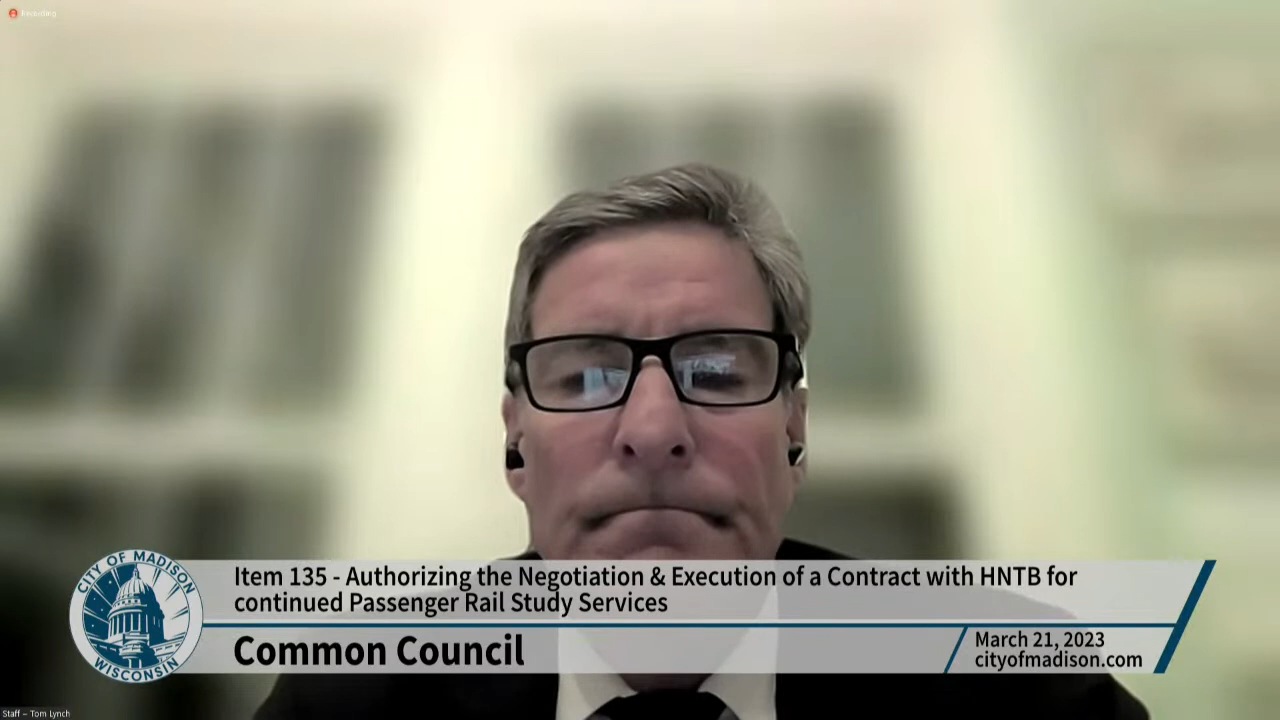 Recording
CITY OF MADISON
WISCONSIN
Item 135 - Authorizing the Negotiation & Execution of a Contract with HNTB for
continued Passenger Rail Study Services
Common Council
March 21, 2023
cityofmadison.com
Staff – Tom Lynch